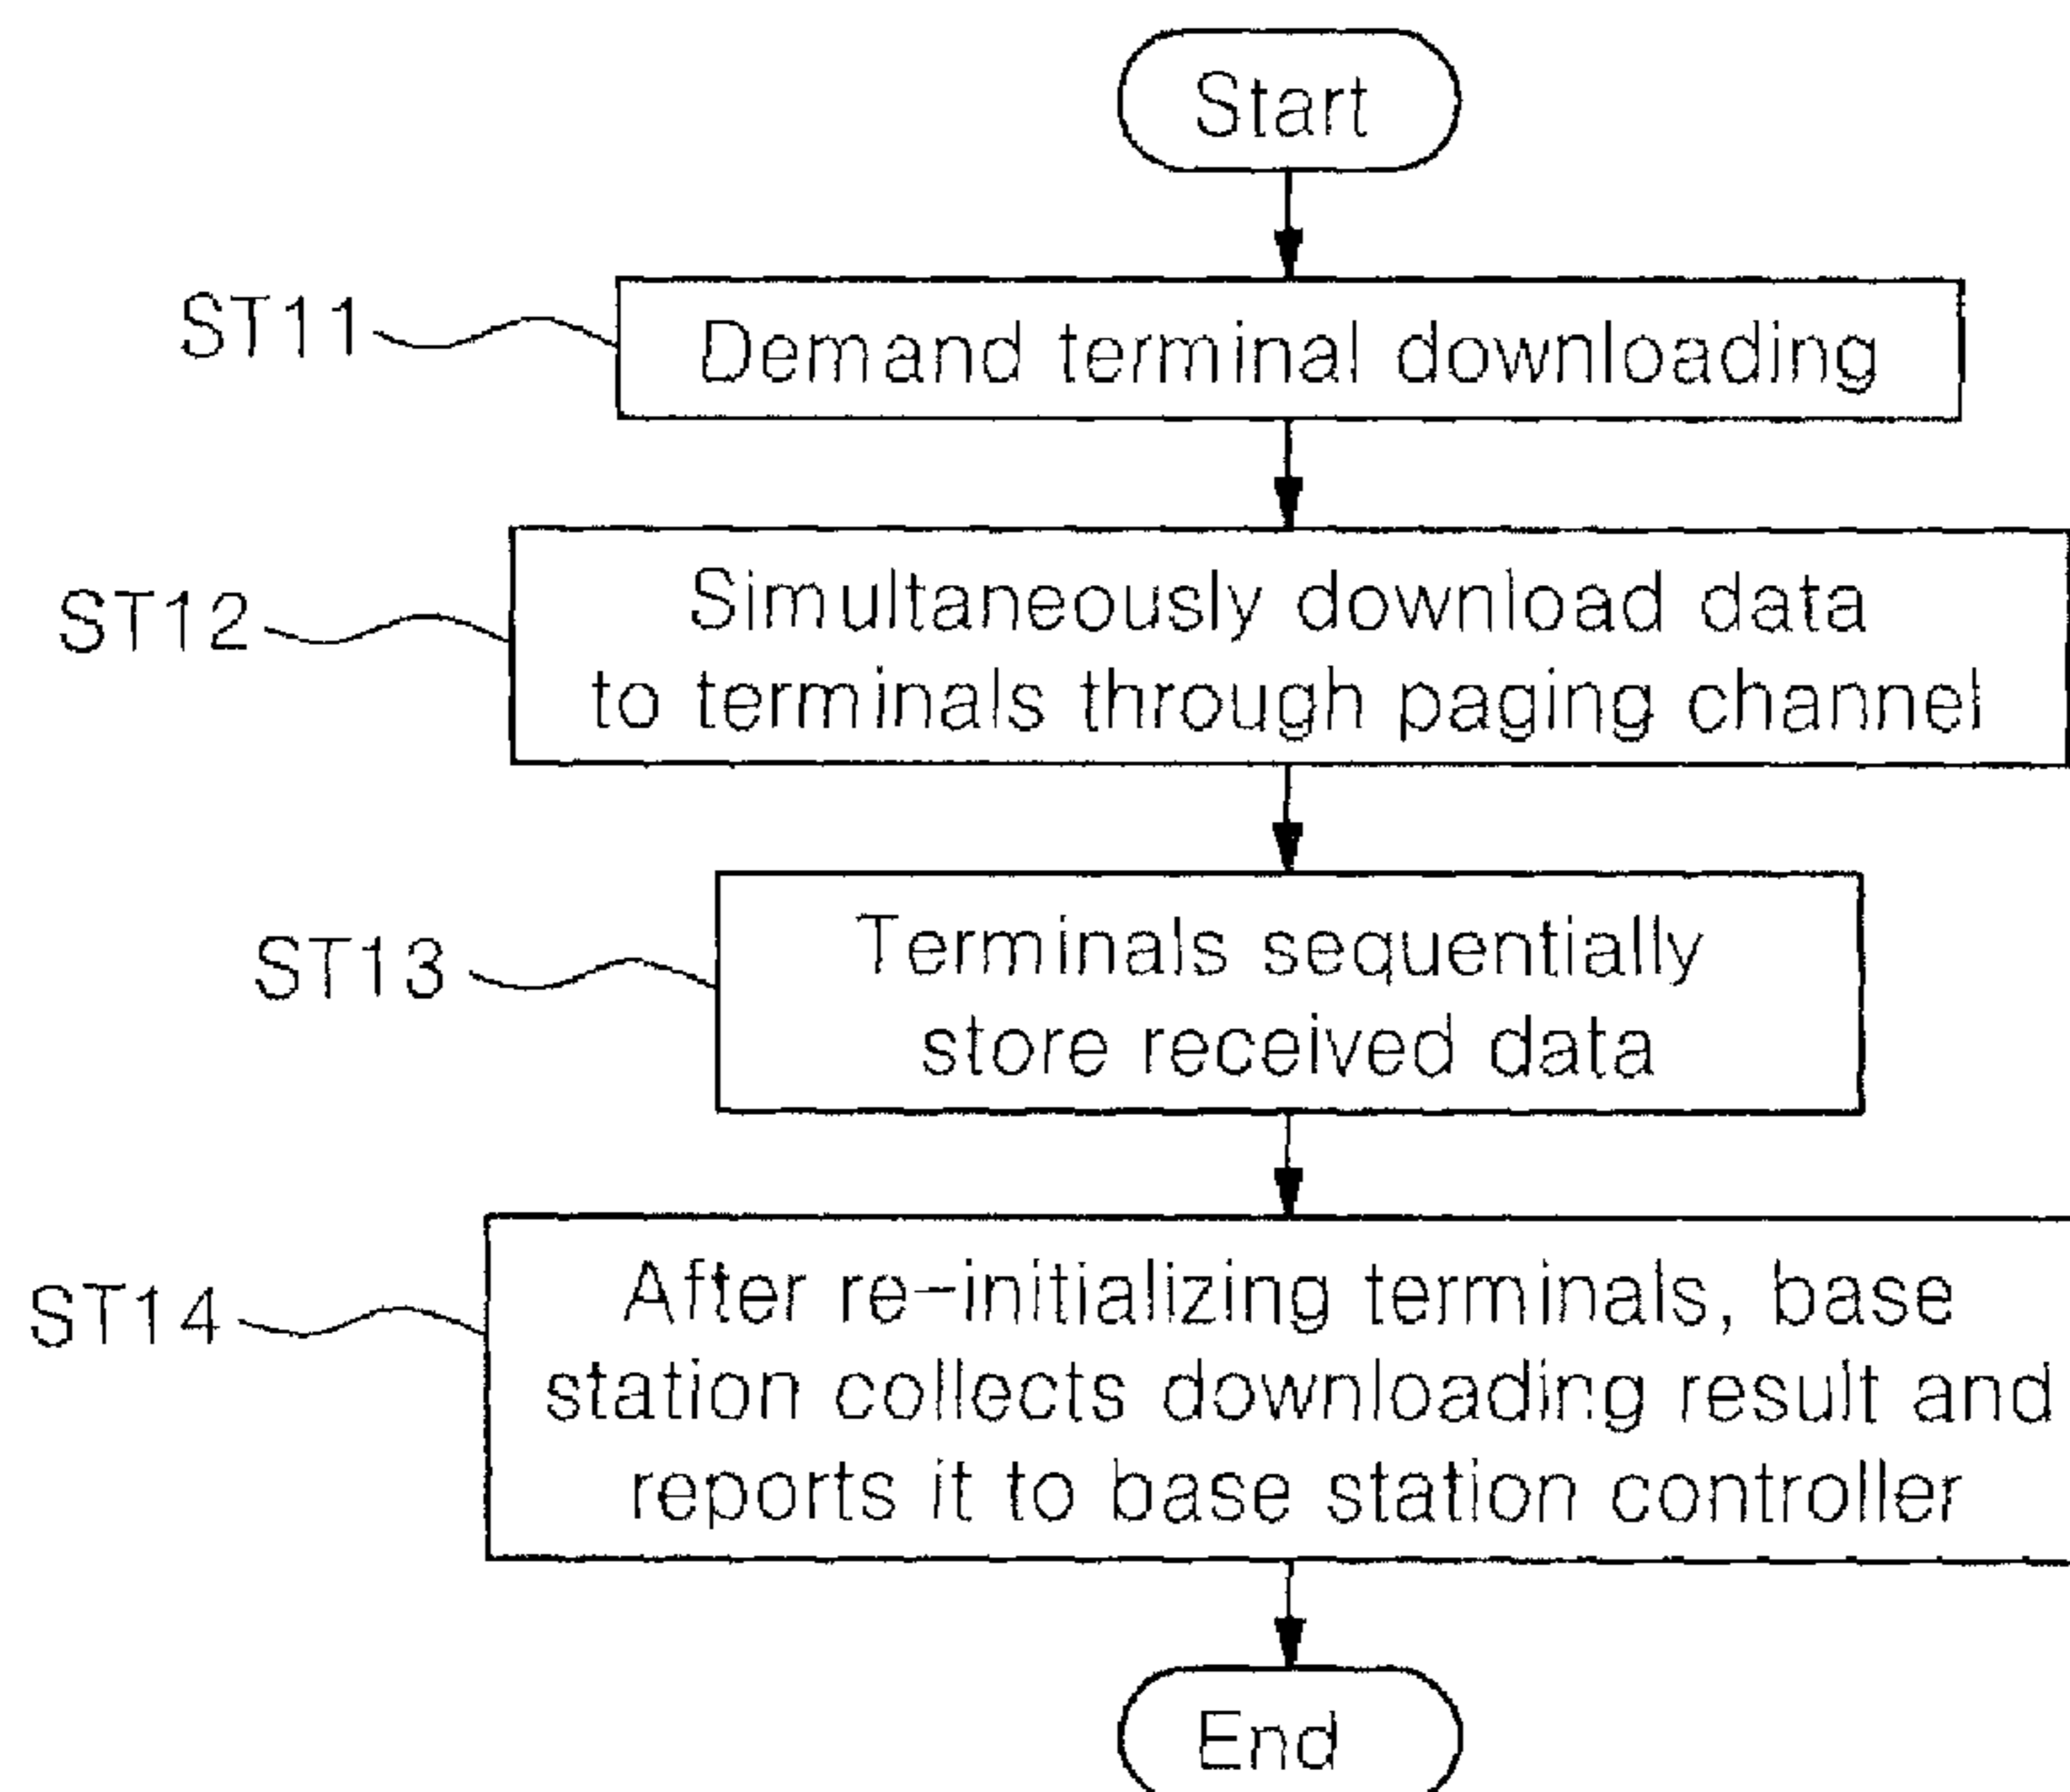 Start
ST11
Demand terminal downloading
ST12
Simultaneously download data
to terminals through paging channel
ST13
Terminals sequentially
store received data
ST14
After re-initializing terminals, base
station collects downloading result and
reports it to base station controller
End